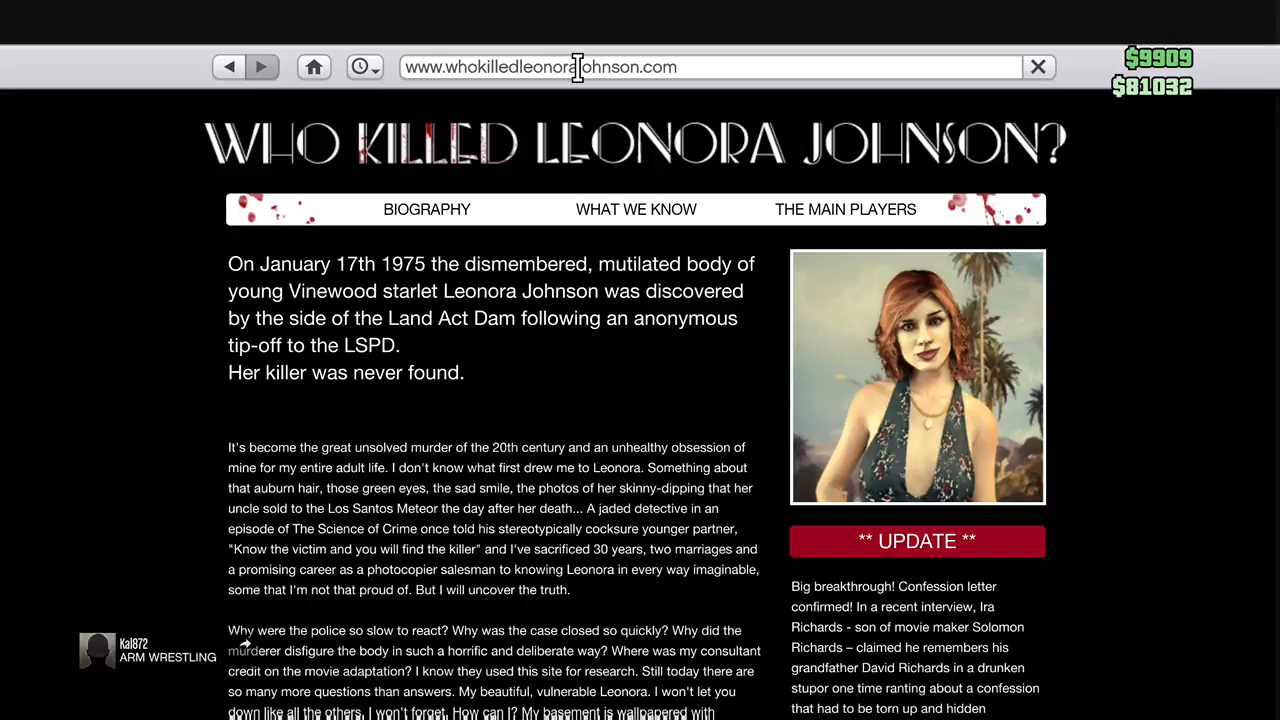 www.whokilledleonorajohnson.com
$9909
$81032
WHO KILLED LEONORA JOHNSON?
BIOGRAPHY
WHAT WE KNOW
THE MAIN PLAYERS
On January 17th 1975 the dismembered, mutilated body of
young Vinewood starlet Leonora Johnson was discovered
by the side of the Land Act Dam following an anonymous
tip-off to the LSPD.
Her killer was never found.
It's become the great unsolved murder of the 20th century and an unhealthy obsession of
mine for my entire adult life. I don't know what first drew me to Leonora. Something about
that auburn hair, those green eyes, the sad smile, the photos of her skinny-dipping that her
uncle sold to the Los Santos Meteor the day after her death... A jaded detective in an
episode of The Science of Crime once told his stereotypically cocksure younger partner,
"Know the victim and you will find the killer" and I've sacrificed 30 years, two marriages and
a promising career as a photocopier salesman to knowing Leonora in every way imaginable,
some that I'm not that proud of. But I will uncover the truth.
Why were the police so slow to react? Why was the case closed so quickly? Why did the
murderer disfigure the body in such a horrific and deliberate way? Where was my consultant
credit on the movie adaptation? I know they used this site for research. Still today there are
so many more questions than answers. My beautiful, vulnerable Leonora. I won't let you
down like all the others. I won't forget. How can I? My basement is wallpapered with
** UPDATE **
Big breakthrough! Confession letter
confirmed! In a recent interview, Ira
Richards - son of movie maker Solomon
Richards – claimed he remembers his
grandfather David Richards in a drunken
stupor one time ranting about a confession
that had to be torn up and hidden
Kal872
ARM WRESTLING